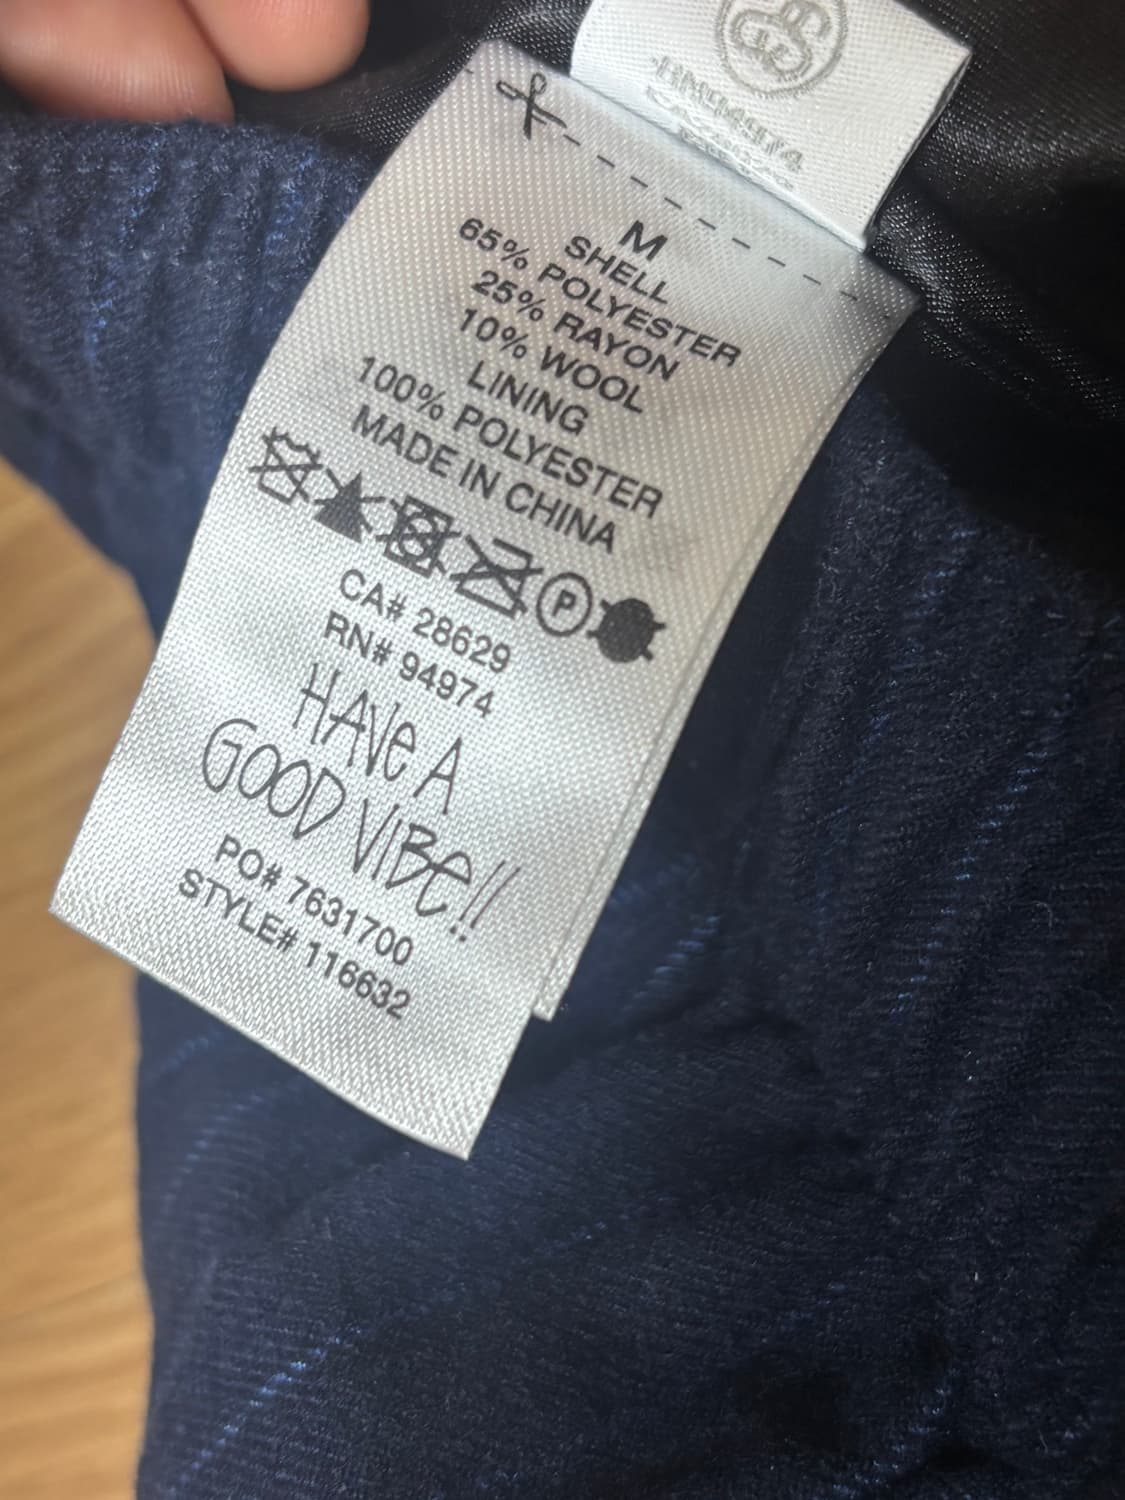 M
SHELL
65% POLYESTER
25% RAYON
10% WOOL
LINING
100% POLYESTER
MADE IN CHINA
P
CA# 28629
RN# 94974
HAVE A
GOOD VIBE!!
PO# 7631700
STYLE# 116632